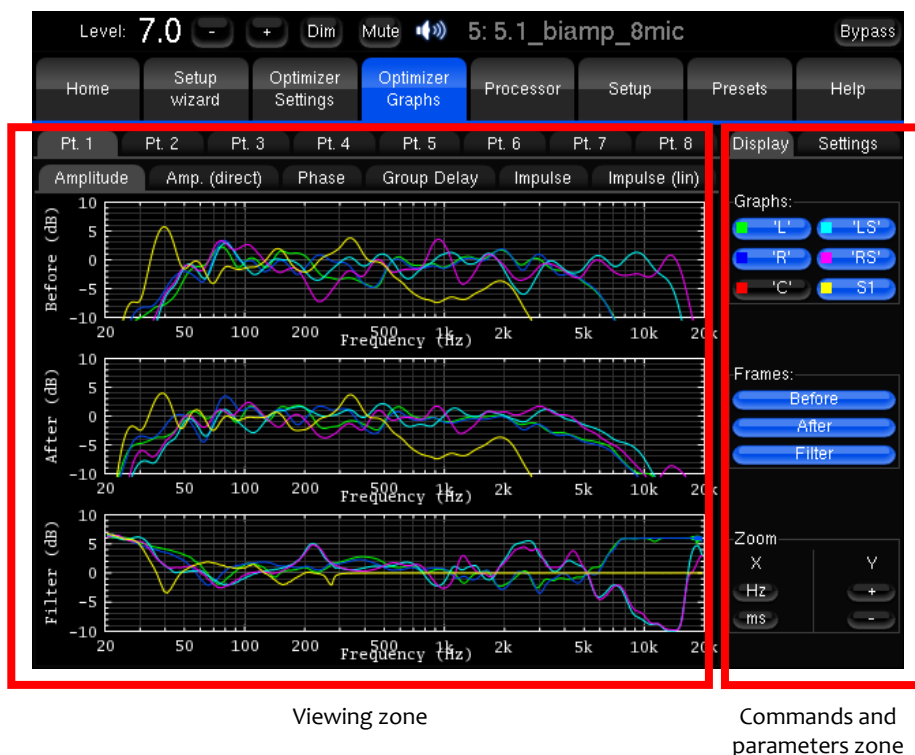 Level: 7.0 - + Dim Mute 5: 5.1_biamp_8mic Bypass
Home Setup wizard Optimizer Settings Optimizer Graphs Processor Setup Presets Help
Pt. 1 Pt. 2 Pt. 3 Pt. 4 Pt. 5 Pt. 6 Pt. 7 Pt. 8 Display Settings
Amplitude Amp. (direct) Phase Group Delay Impulse Impulse (lin)
Graphs:
'L' 'LS'
'R' 'RS'
'C' S1
Before (dB)
10
5
0
-5
-10
20 50 100 200 500 1k 2k 5k 10k 20k
Frequency (Hz)
Frames:
Before
After
Filter
After (dB)
10
5
0
-5
-10
20 50 100 200 500 1k 2k 5k 10k 20k
Frequency (Hz)
Zoom
X Y
Hz +
ms -
Filter (dB)
10
5
0
-5
-10
20 50 100 200 500 1k 2k 5k 10k 20k
Frequency (Hz)
Viewing zone
Commands and
parameters zone